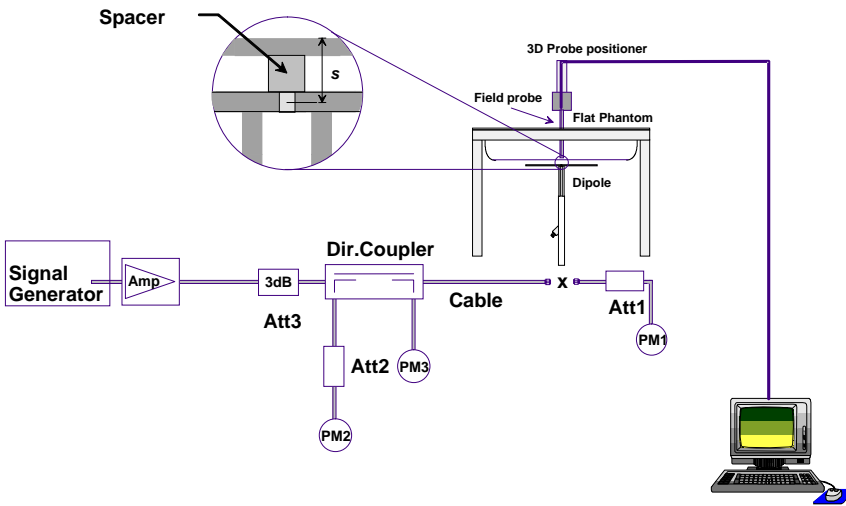 Spacer
s
3D Probe positioner
Field probe
Flat Phantom
Dipole
Signal
Generator
Amp
3dB
Att3
Dir.Coupler
Cable
x
Att1
PM1
Att2
PM3
PM2